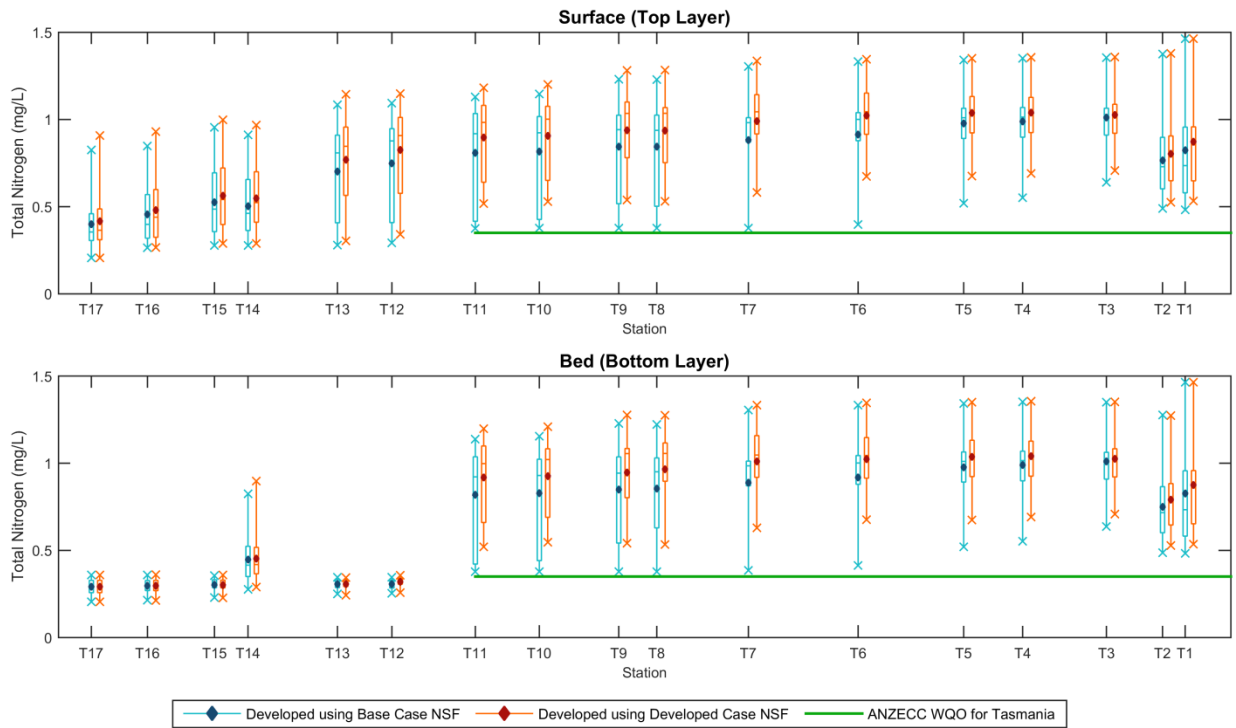 Surface (Top Layer)
Total Nitrogen (mg/L)
1.5
1
0.5
0
T17 T16 T15 T14 T13 T12 T11 T10 T9 T8 T7 T6 T5 T4 T3 T2 T1
Station
Bed (Bottom Layer)
Total Nitrogen (mg/L)
1.5
1
0.5
0
T17 T16 T15 T14 T13 T12 T11 T10 T9 T8 T7 T6 T5 T4 T3 T2 T1
Station
Developed using Base Case NSF Developed using Developed Case NSF ANZECC WQO for Tasmania